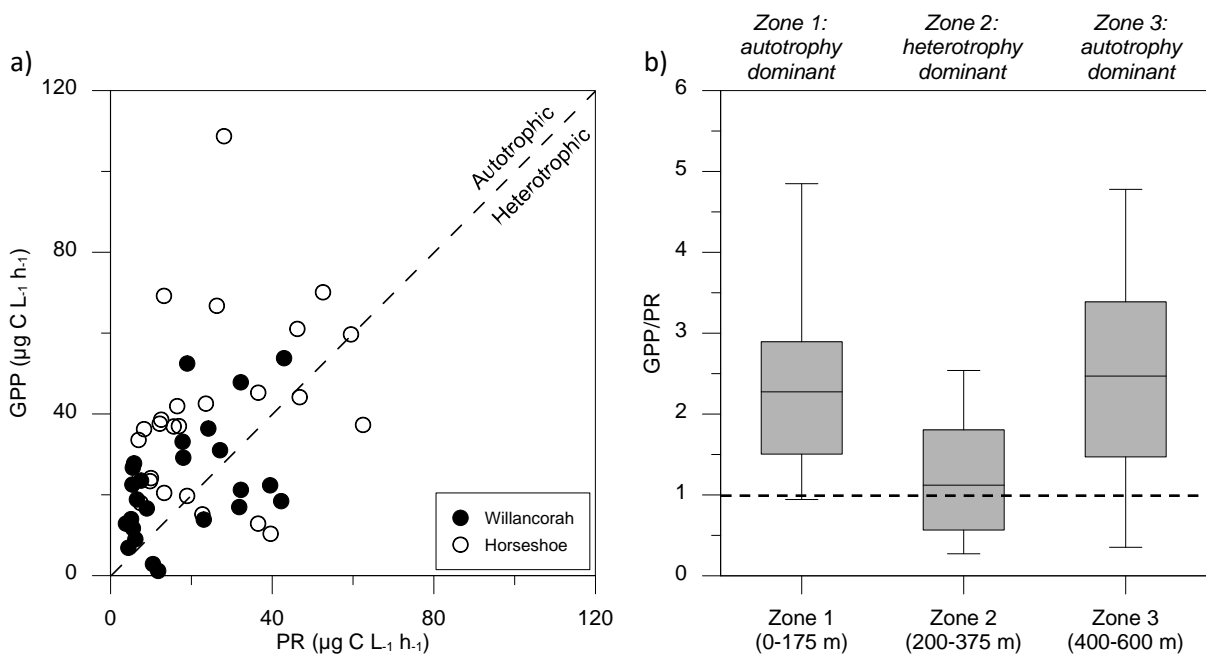 a)
120
80
40
0
GPP (µg C L-1 h-1)
Autotrophic
Heterotrophic
Willancorah
Horseshoe
0
40
80
120
PR (µg C L-1 h-1)
b)
Zone 1:
autotrophy
dominant
Zone 2:
heterotrophy
dominant
Zone 3:
autotrophy
dominant
6
5
4
3
2
1
0
GPP/PR
Zone 1
(0-175 m)
Zone 2
(200-375 m)
Zone 3
(400-600 m)